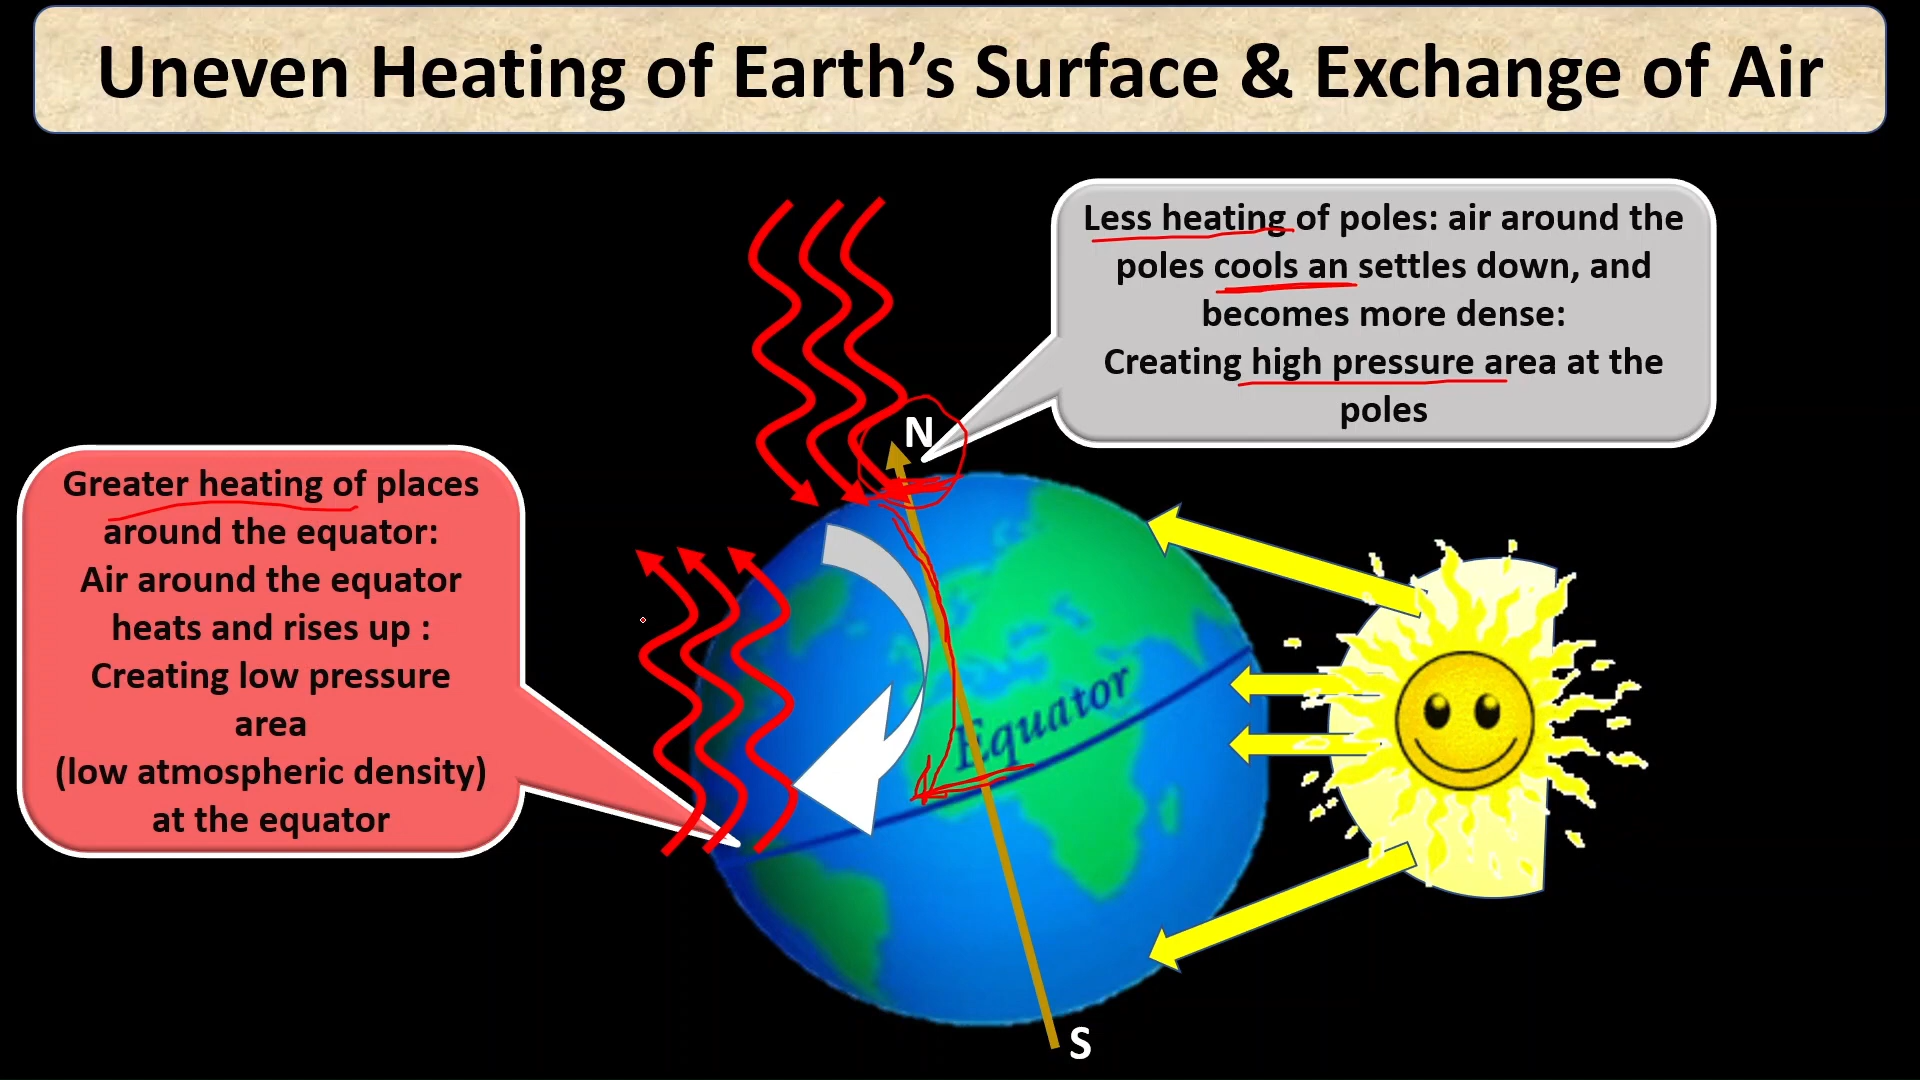 Uneven Heating of Earth’s Surface & Exchange of Air
Less heating of poles: air around the
poles cools an settles down, and
becomes more dense:
Creating high pressure area at the
poles
N
Greater heating of places
around the equator:
Air around the equator
heats and rises up :
Creating low pressure
area
(low atmospheric density)
at the equator
Equator
S